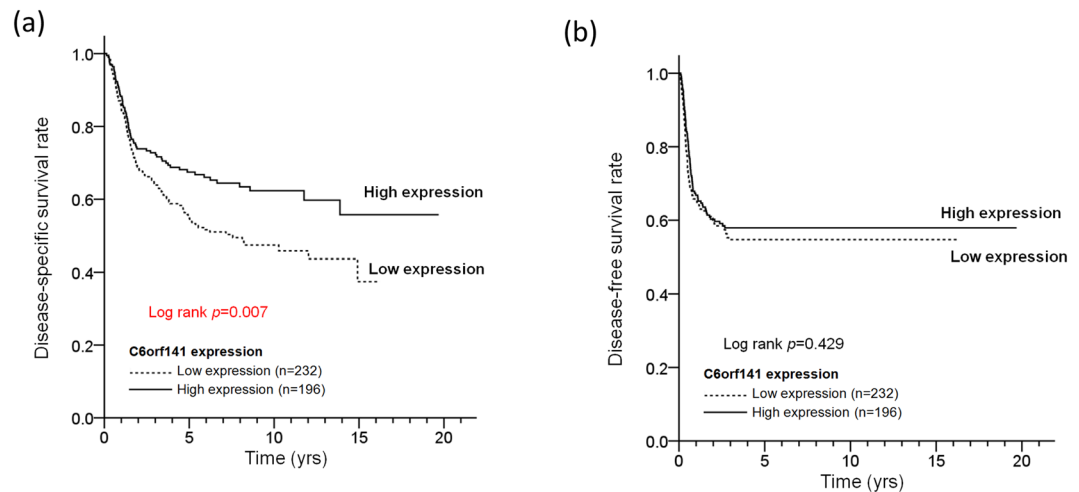 (a)
Disease-specific survival rate
1.0
0.8
0.6
0.4
0.2
0.0
High expression
Low expression
Log rank p=0.007
C6orf141 expression
Low expression (n=232)
High expression (n=196)
0 5 10 15 20
Time (yrs)
(b)
Disease-free survival rate
1.0
0.8
0.6
0.4
0.2
0.0
High expression
Low expression
Log rank p=0.429
C6orf141 expression
Low expression (n=232)
High expression (n=196)
0 5 10 15 20
Time (yrs)